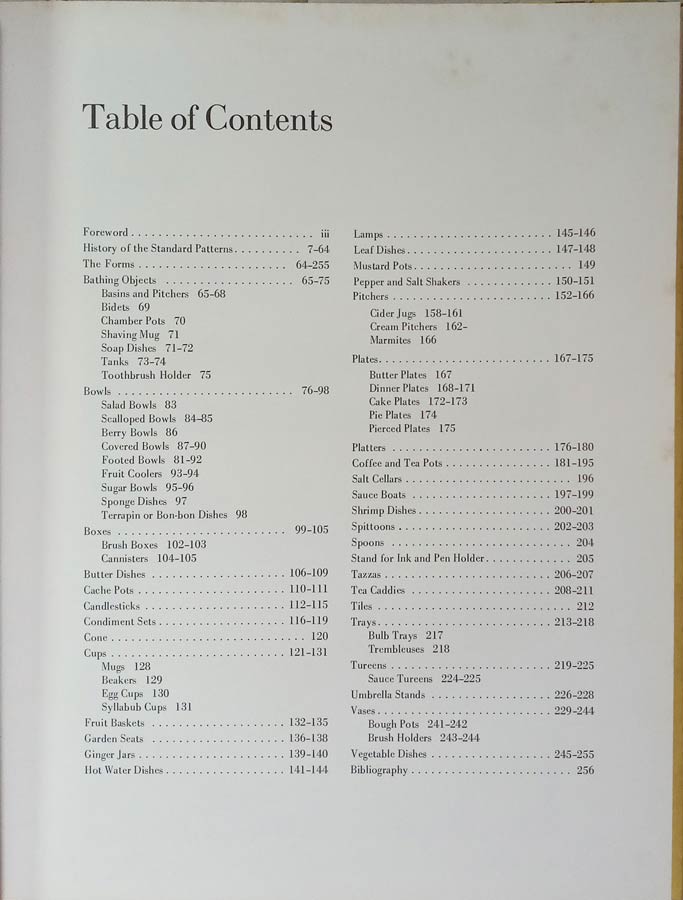 Table of Contents
Foreword . . . . . . . . . . . . . . . . . . . . . . . . . . . iii
History of the Standard Patterns. . . . . . . . . . 7-64
The Forms . . . . . . . . . . . . . . . . . . . . . . 64-255
Bathing Objects . . . . . . . . . . . . . . . . . . . 65-75
Basins and Pitchers 65-68
Bidets 69
Chamber Pots 70
Shaving Mug 71
Soap Dishes 71-72
Tanks 73-74
Toothbrush Holder 75
Bowls . . . . . . . . . . . . . . . . . . . . . . . . . . 76-98
Salad Bowls 83
Scalloped Bowls 84-85
Berry Bowls 86
Covered Bowls 87-90
Footed Bowls 81-92
Fruit Coolers 93-94
Sugar Bowls 95-96
Sponge Dishes 97
Terrapin or Bon-bon Dishes 98
Boxes . . . . . . . . . . . . . . . . . . . . . . . . . 99-105
Brush Boxes 102-103
Cannisters 104-105
Butter Dishes . . . . . . . . . . . . . . . . . . . . 106-109
Cache Pots . . . . . . . . . . . . . . . . . . . . . . 110-111
Candlesticks . . . . . . . . . . . . . . . . . . . . . 112-115
Condiment Sets . . . . . . . . . . . . . . . . . . . 116-119
Cone . . . . . . . . . . . . . . . . . . . . . . . . . . . . . 120
Cups . . . . . . . . . . . . . . . . . . . . . . . . . . 121-131
Mugs 128
Beakers 129
Egg Cups 130
Syllabub Cups 131
Fruit Baskets . . . . . . . . . . . . . . . . . . . . 132-135
Garden Seats . . . . . . . . . . . . . . . . . . . . 136-138
Ginger Jars . . . . . . . . . . . . . . . . . . . . . . 139-140
Hot Water Dishes . . . . . . . . . . . . . . . . . . 141-144
Lamps . . . . . . . . . . . . . . . . . . . . . . . . . 145-146
Leaf Dishes . . . . . . . . . . . . . . . . . . . . . . 147-148
Mustard Pots . . . . . . . . . . . . . . . . . . . . . . . . 149
Pepper and Salt Shakers . . . . . . . . . . . . . 150-151
Pitchers . . . . . . . . . . . . . . . . . . . . . . . . 152-166
Cider Jugs 158-161
Cream Pitchers 162-
Marmites 166
Plates . . . . . . . . . . . . . . . . . . . . . . . . . . 167-175
Butter Plates 167
Dinner Plates 168-171
Cake Plates 172-173
Pie Plates 174
Pierced Plates 175
Platters . . . . . . . . . . . . . . . . . . . . . . . . 176-180
Coffee and Tea Pots . . . . . . . . . . . . . . . . 181-195
Salt Cellars . . . . . . . . . . . . . . . . . . . . . . . . . 196
Sauce Boats . . . . . . . . . . . . . . . . . . . . . 197-199
Shrimp Dishes . . . . . . . . . . . . . . . . . . . . 200-201
Spittoons . . . . . . . . . . . . . . . . . . . . . . . 202-203
Spoons . . . . . . . . . . . . . . . . . . . . . . . . . . . 204
Stand for Ink and Pen Holder . . . . . . . . . . . . . 205
Tazzas . . . . . . . . . . . . . . . . . . . . . . . . . 206-207
Tea Caddies . . . . . . . . . . . . . . . . . . . . . 208-211
Tiles . . . . . . . . . . . . . . . . . . . . . . . . . . . . . 212
Trays . . . . . . . . . . . . . . . . . . . . . . . . . . 213-218
Bulb Trays 217
Trembleuses 218
Tureens . . . . . . . . . . . . . . . . . . . . . . . . 219-225
Sauce Tureens 224-225
Umbrella Stands . . . . . . . . . . . . . . . . . . 226-228
Vases . . . . . . . . . . . . . . . . . . . . . . . . . . 229-244
Bough Pots 241-242
Brush Holders 243-244
Vegetable Dishes . . . . . . . . . . . . . . . . . . 245-255
Bibliography . . . . . . . . . . . . . . . . . . . . . . . . 256